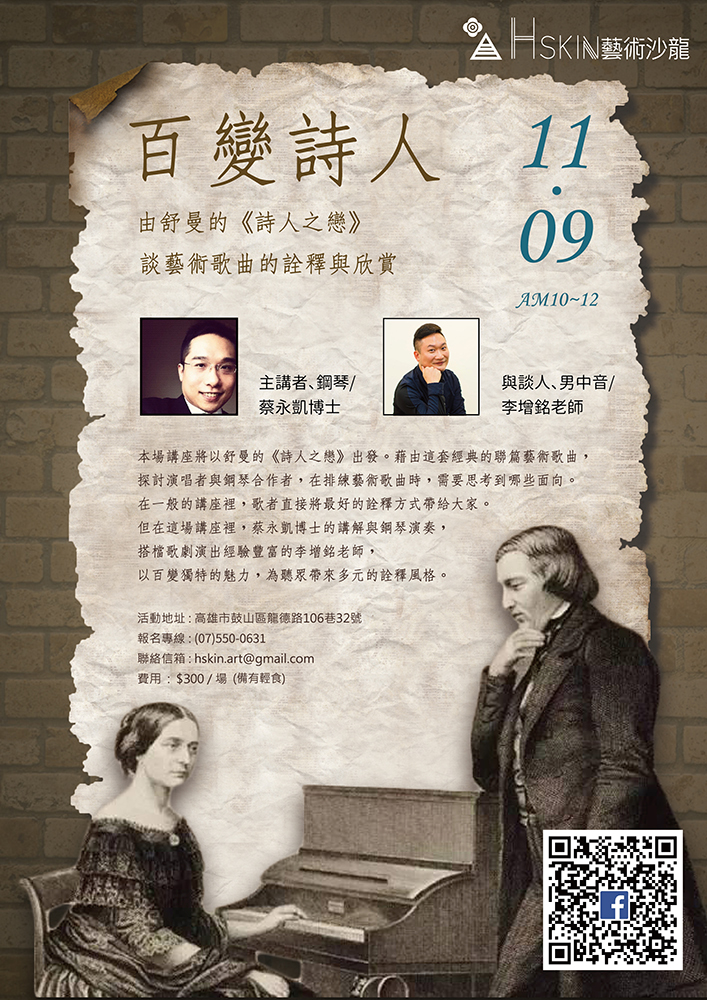 HSKIN藝術沙龍
百變詩人
由舒曼的《詩人之戀》
談藝術歌曲的詮釋與欣賞
11
·
09
AM10~12
主講者、鋼琴/
蔡永凱博士
與談人、男中音/
李增銘老師
本場講座將以舒曼的《詩人之戀》出發。藉由這套經典的聯篇藝術歌曲，
探討演唱者與鋼琴合作者，在排練藝術歌曲時，需要思考到哪些面向。
在一般的講座裡，歌者直接將最好的詮釋方式帶給大家。
但在這場講座裡，蔡永凱博士的講解與鋼琴演奏，
搭檔歌劇演出經驗豐富的李增銘老師，
以百變獨特的魅力，為聽眾帶來多元的詮釋風格。
活動地址 : 高雄市鼓山區龍德路106巷32號
報名專線 : (07)550-0631
聯絡信箱 : hskin.art@gmail.com
費用 : $300 / 場 (備有輕食)
f